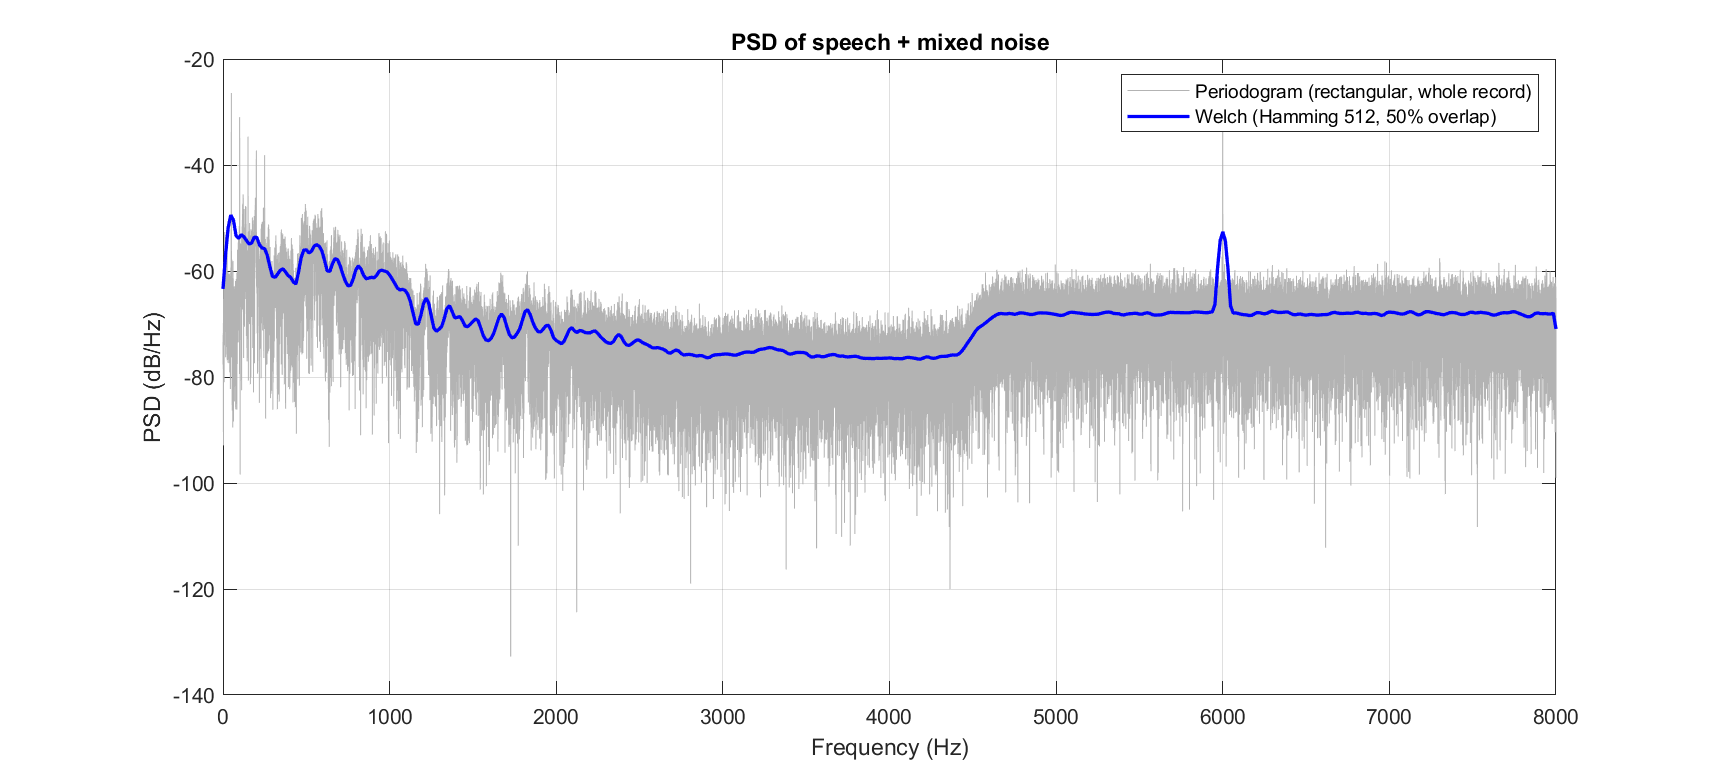 PSD of speech + mixed noise
Periodogram (rectangular, whole record)
Welch (Hamming 512, 50% overlap)
PSD (dB/Hz)
-20
-40
-60
-80
-100
-120
-140
0 1000 2000 3000 4000 5000 6000 7000 8000
Frequency (Hz)